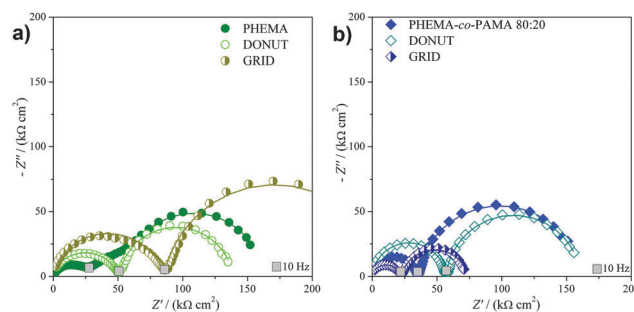 a)
PHEMA
DONUT
GRID
200
150
100
50
0
- Z'' / (kΩ cm²)
0 50 100 150 200
Z' / (kΩ cm²)
10 Hz
b)
PHEMA-co-PAMA 80:20
DONUT
GRID
200
150
100
50
0
- Z'' / (kΩ cm²)
0 50 100 150 200
Z' / (kΩ cm²)
10 Hz